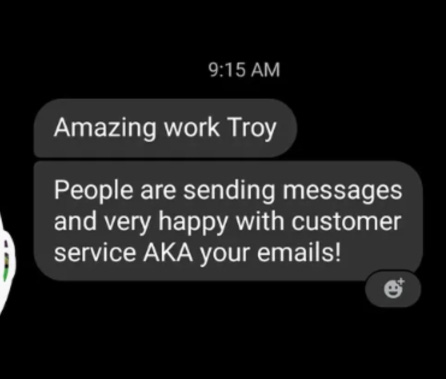 9:15 AM
Amazing work Troy
People are sending messages
and very happy with customer
service AKA your emails!